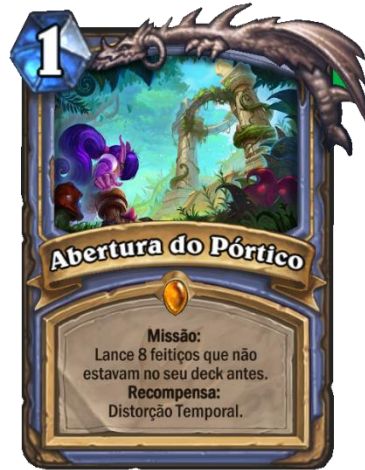 1
Abertura do Pórtico
Missão:
Lance 8 feitiços que não
estavam no seu deck antes.
Recompensa:
Distorção Temporal.